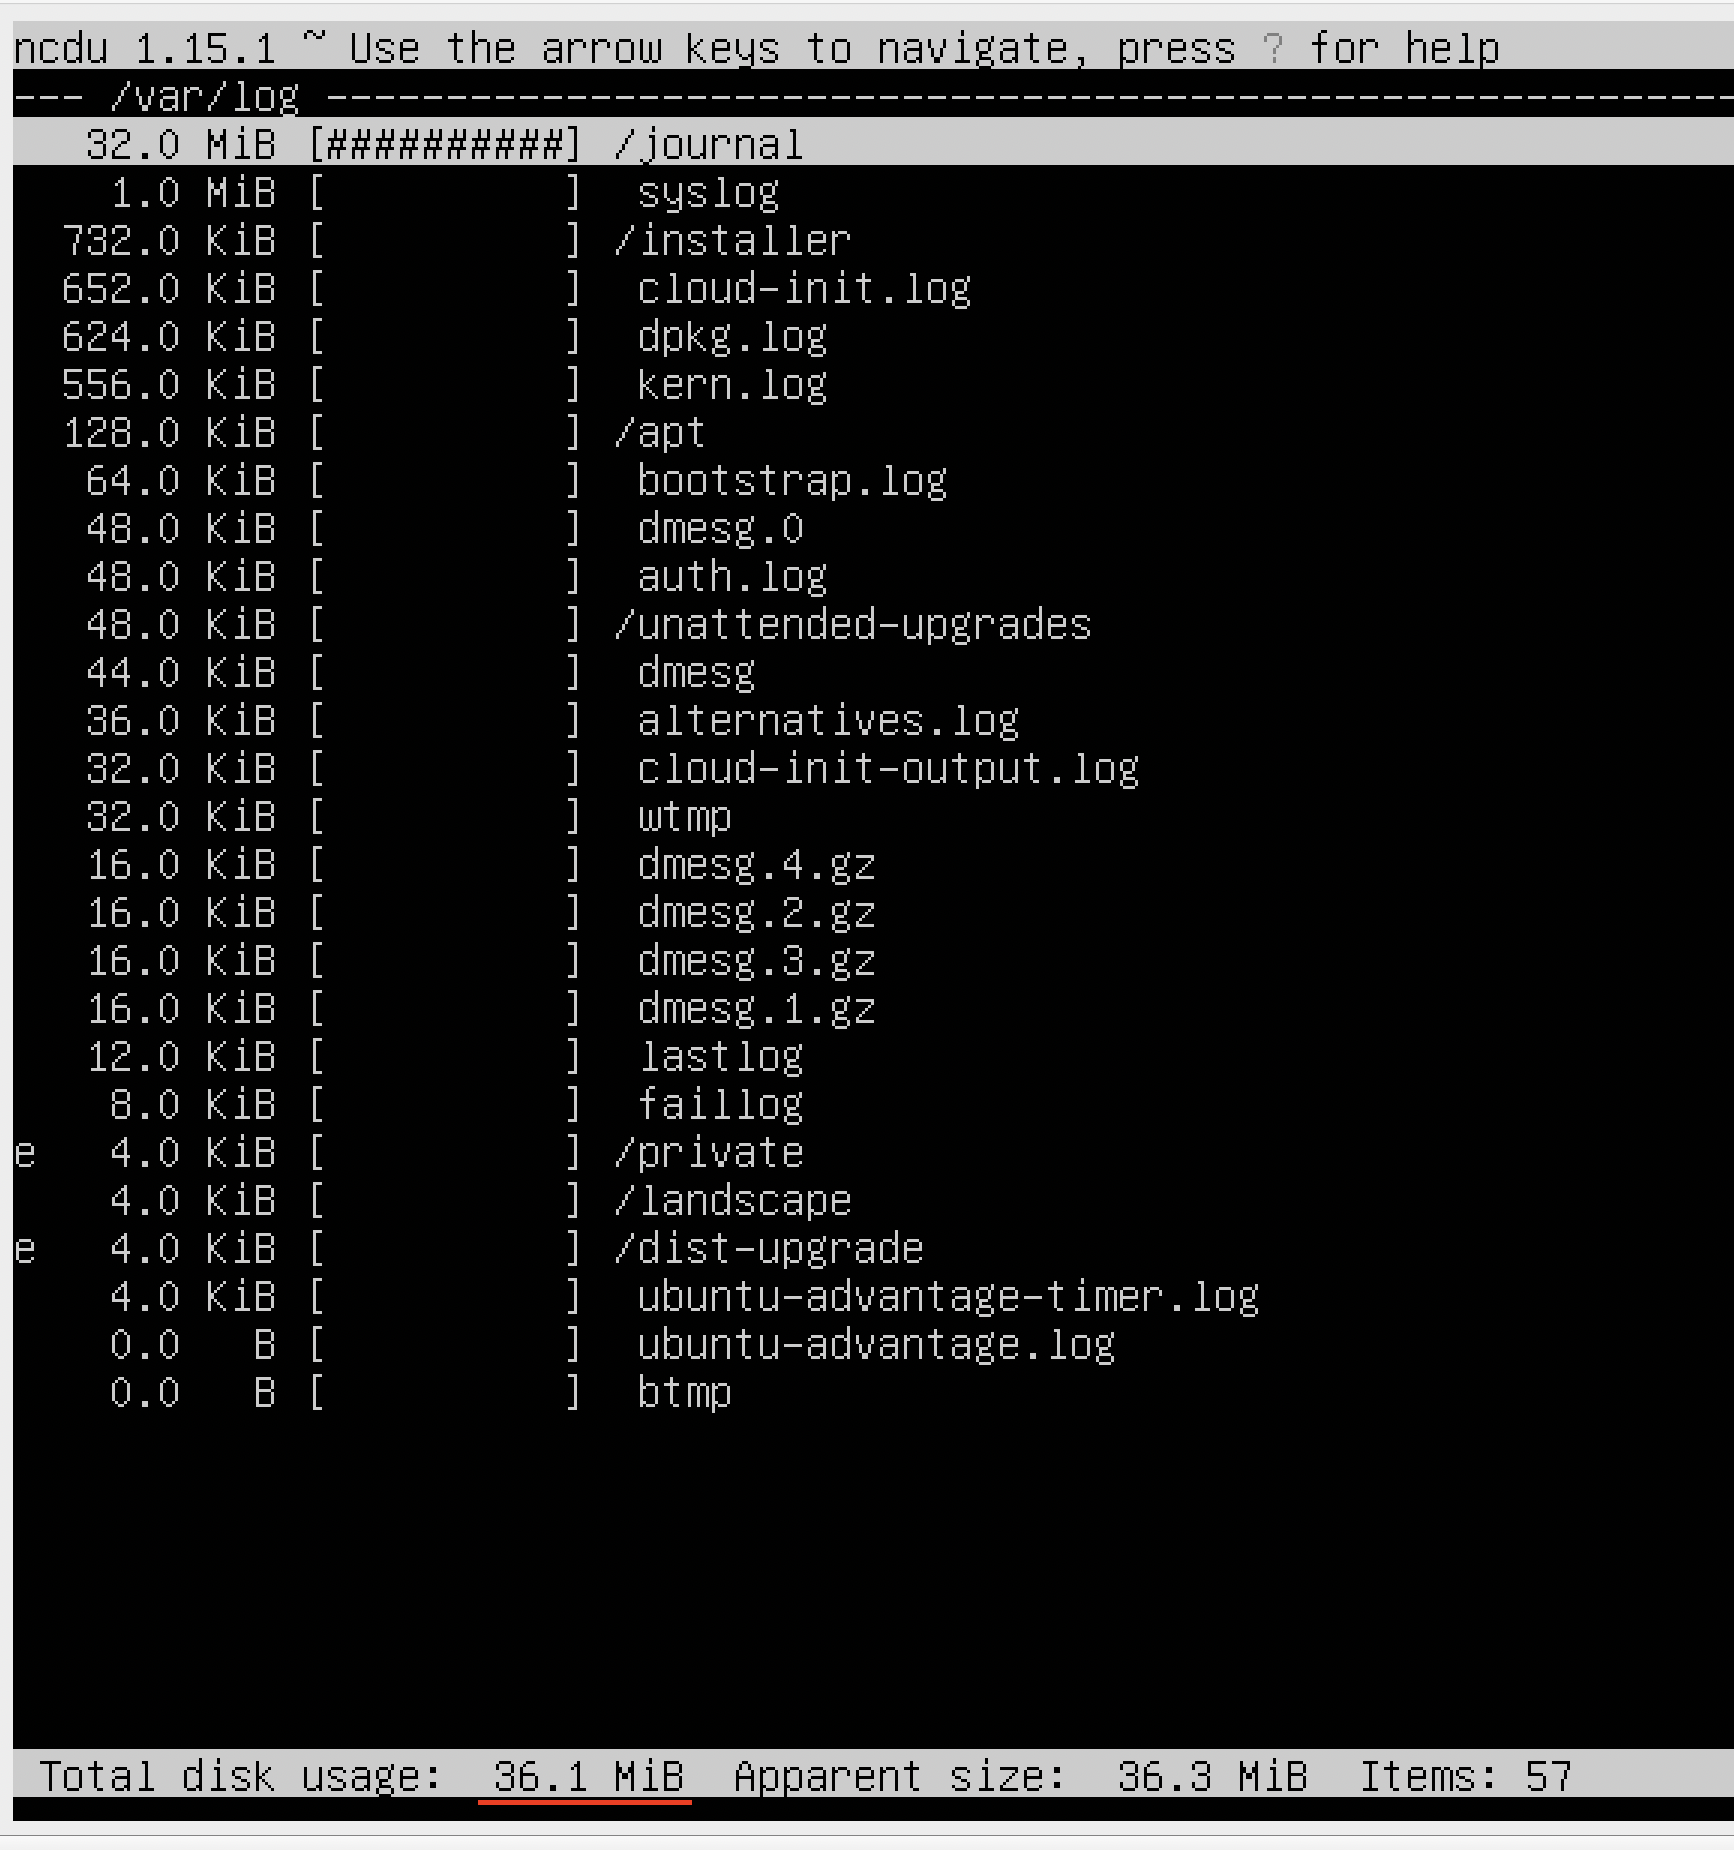 ncdu 1.15.1 ~ Use the arrow keys to navigate, press ? for help
--- /var/log -----------------------------------------------------------
   32.0 MiB [##########] /journal
    1.0 MiB [          ]  syslog
  732.0 KiB [          ] /installer
  652.0 KiB [          ]  cloud-init.log
  624.0 KiB [          ]  dpkg.log
  556.0 KiB [          ]  kern.log
  128.0 KiB [          ] /apt
   64.0 KiB [          ]  bootstrap.log
   48.0 KiB [          ]  dmesg.0
   48.0 KiB [          ]  auth.log
   48.0 KiB [          ] /unattended-upgrades
   44.0 KiB [          ]  dmesg
   36.0 KiB [          ]  alternatives.log
   32.0 KiB [          ]  cloud-init-output.log
   32.0 KiB [          ]  wtmp
   16.0 KiB [          ]  dmesg.4.gz
   16.0 KiB [          ]  dmesg.2.gz
   16.0 KiB [          ]  dmesg.3.gz
   16.0 KiB [          ]  dmesg.1.gz
   12.0 KiB [          ]  lastlog
    8.0 KiB [          ]  faillog
e   4.0 KiB [          ] /private
    4.0 KiB [          ] /landscape
e   4.0 KiB [          ] /dist-upgrade
    4.0 KiB [          ]  ubuntu-advantage-timer.log
    0.0   B [          ]  ubuntu-advantage.log
    0.0   B [          ]  btmp
 Total disk usage:  36.1 MiB  Apparent size:  36.3 MiB  Items: 57